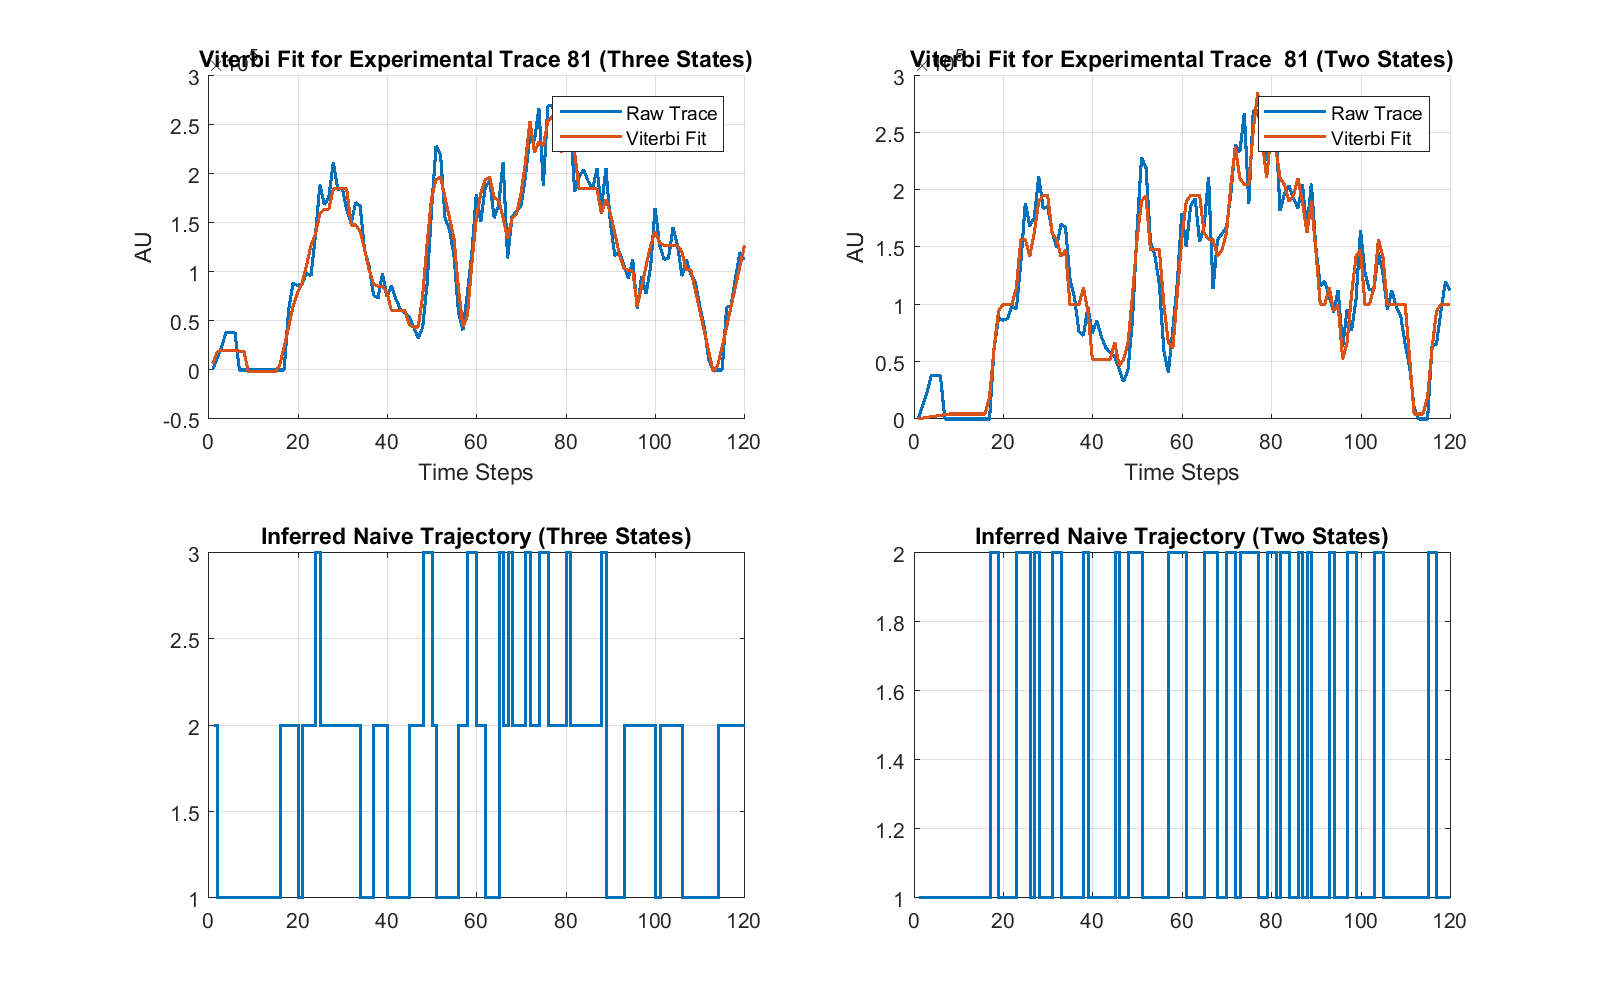 Viterbi Fit for Experimental Trace 81 (Three States)
×10^5
3
2.5
2
1.5
1
0.5
0
-0.5
AU
Raw Trace
Viterbi Fit
0 20 40 60 80 100 120
Time Steps
Viterbi Fit for Experimental Trace  81 (Two States)
×10^5
3
2.5
2
1.5
1
0.5
0
AU
Raw Trace
Viterbi Fit
0 20 40 60 80 100 120
Time Steps
Inferred Naive Trajectory (Three States)
3
2.5
2
1.5
1
0 20 40 60 80 100 120
Inferred Naive Trajectory (Two States)
2
1.8
1.6
1.4
1.2
1
0 20 40 60 80 100 120